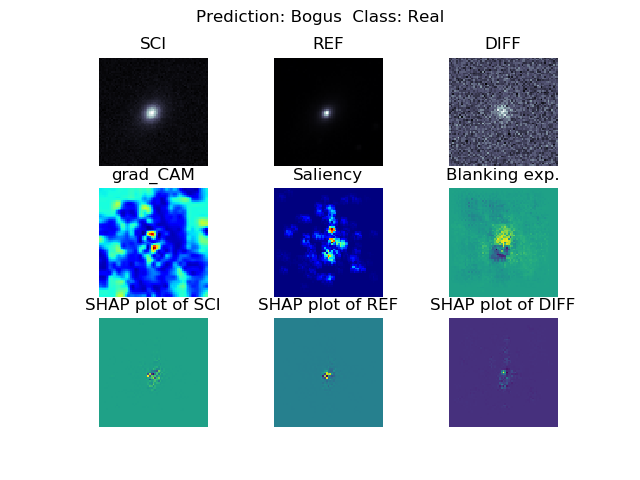 Prediction: Bogus  Class: Real
SCI
REF
DIFF
grad_CAM
Saliency
Blanking exp.
SHAP plot of SCI
SHAP plot of REF
SHAP plot of DIFF